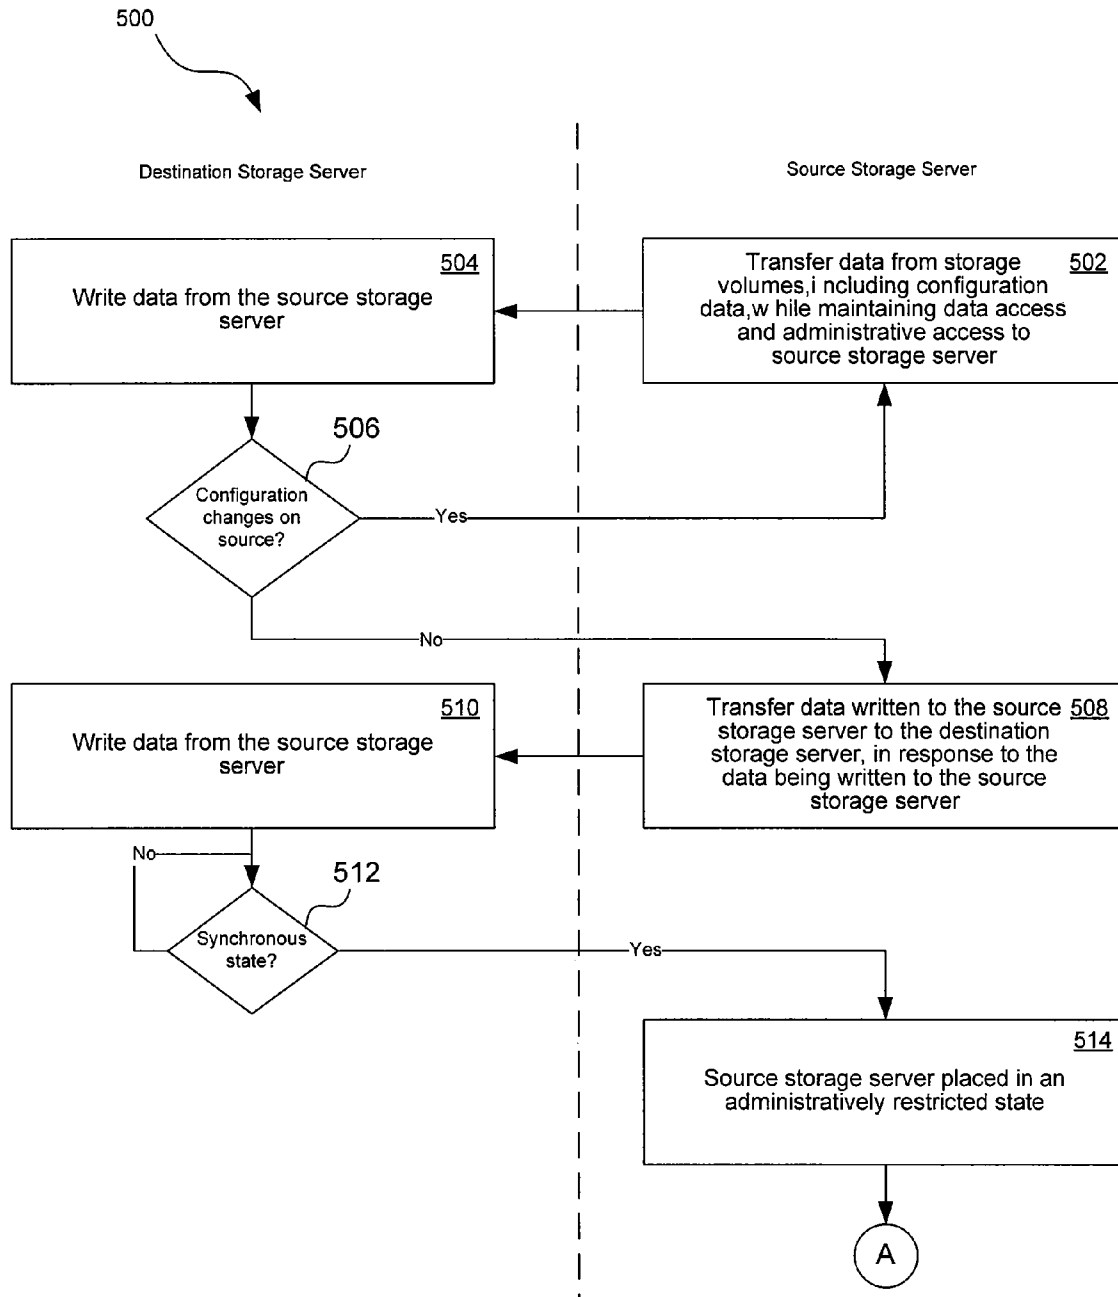 500
Destination Storage Server
Source Storage Server
504
Write data from the source storage
server
502
Transfer data from storage
volumes,i ncluding configuration
data,w hile maintaining data access
and administrative access to
source storage server
506
Configuration
changes on
source?
Yes
No
510
Write data from the source storage
server
508
Transfer data written to the source
storage server to the destination
storage server, in response to the
data being written to the source
storage server
No
512
Synchronous
state?
Yes
514
Source storage server placed in an
administratively restricted state
A